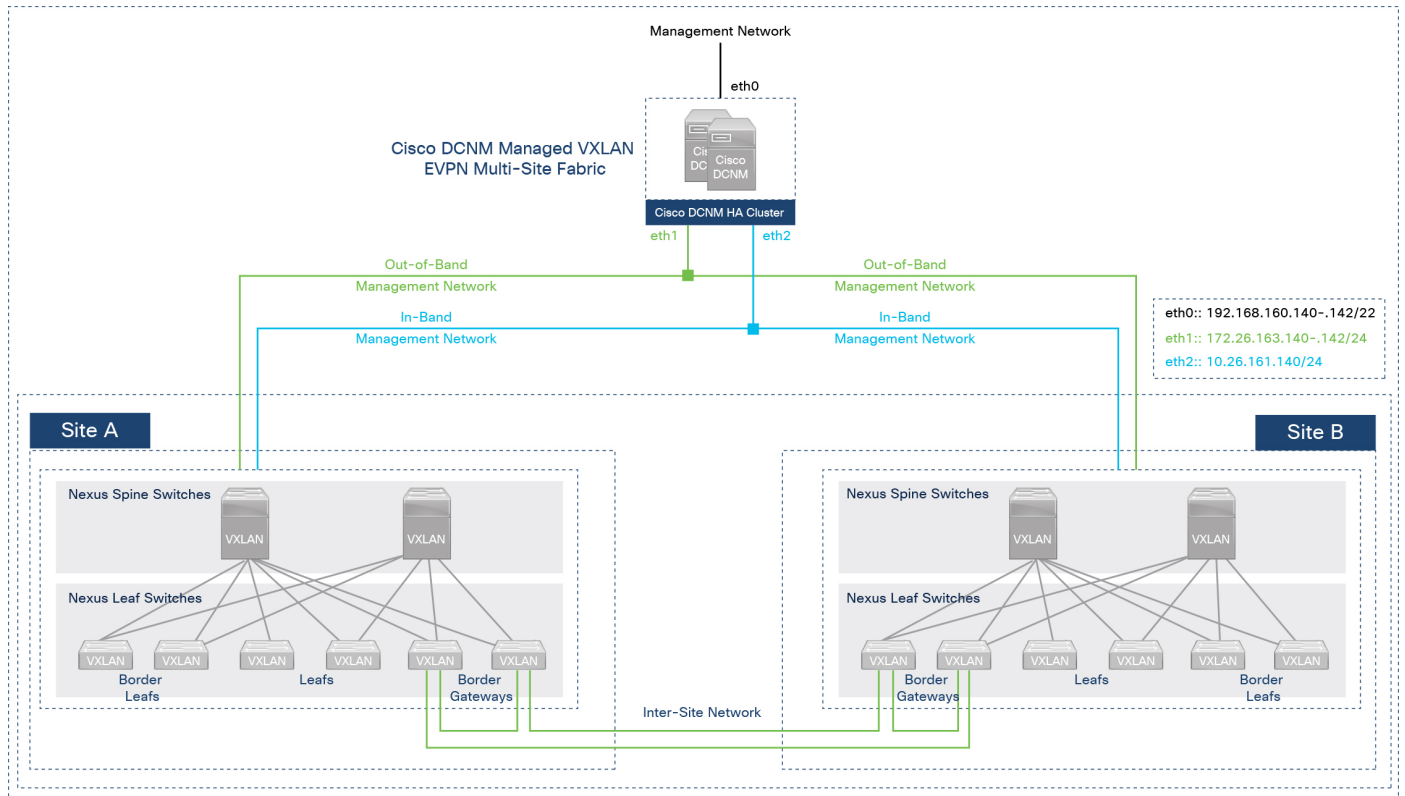 Management Network
eth0
Cisco DCNM Managed VXLAN
EVPN Multi-Site Fabric
Cisco
DCNM
Cisco DCNM HA Cluster
eth1
eth2
Out-of-Band
Management Network
Out-of-Band
Management Network
In-Band
Management Network
In-Band
Management Network
eth0:: 192.168.160.140-.142/22
eth1:: 172.26.163.140-.142/24
eth2:: 10.26.161.140/24
Site A
Nexus Spine Switches
VXLAN
VXLAN
Nexus Leaf Switches
VXLAN
VXLAN
VXLAN
VXLAN
VXLAN
VXLAN
Border
Leafs
Leafs
Border
Gateways
Site B
Nexus Spine Switches
VXLAN
VXLAN
Nexus Leaf Switches
VXLAN
VXLAN
VXLAN
VXLAN
VXLAN
VXLAN
Border
Gateways
Leafs
Border
Leafs
Inter-Site Network